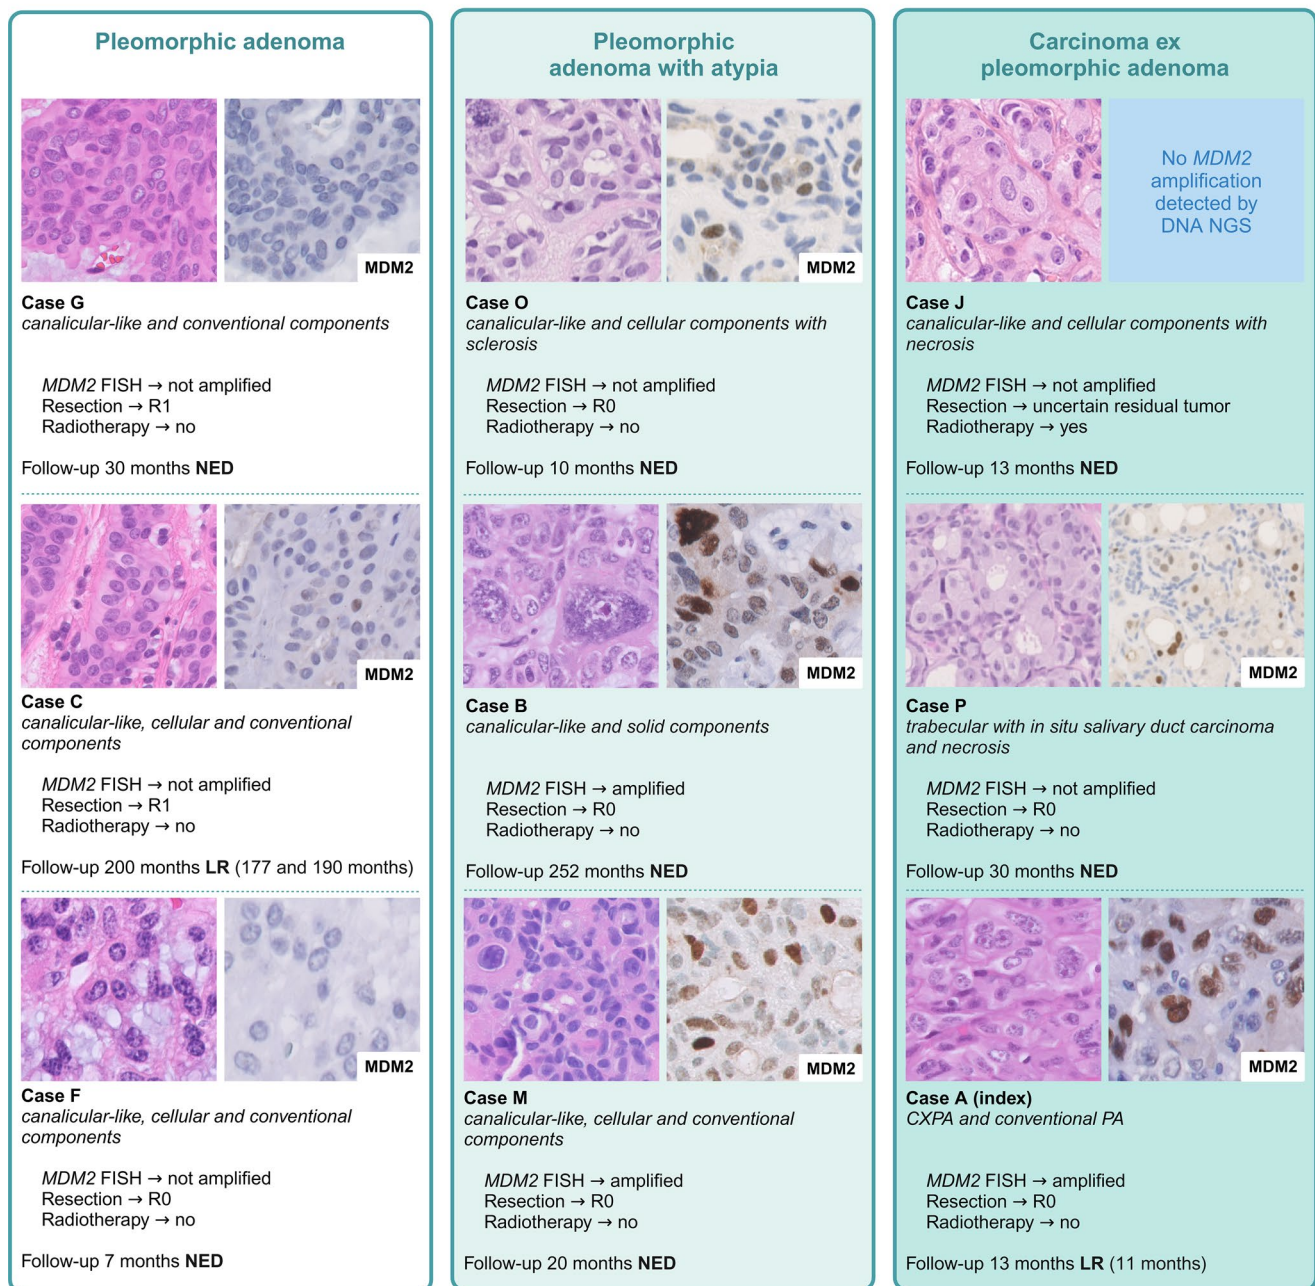 Pleomorphic adenoma
MDM2
Case G
canalicular-like and conventional components
MDM2 FISH → not amplified
Resection → R1
Radiotherapy → no
Follow-up 30 months NED
MDM2
Case C
canalicular-like, cellular and conventional
components
MDM2 FISH → not amplified
Resection → R1
Radiotherapy → no
Follow-up 200 months LR (177 and 190 months)
MDM2
Case F
canalicular-like, cellular and conventional
components
MDM2 FISH → not amplified
Resection → R0
Radiotherapy → no
Follow-up 7 months NED
Pleomorphic
adenoma with atypia
MDM2
Case O
canalicular-like and cellular components with
sclerosis
MDM2 FISH → not amplified
Resection → R0
Radiotherapy → no
Follow-up 10 months NED
MDM2
Case B
canalicular-like and solid components
MDM2 FISH → amplified
Resection → R0
Radiotherapy → no
Follow-up 252 months NED
MDM2
Case M
canalicular-like, cellular and conventional
components
MDM2 FISH → amplified
Resection → R0
Radiotherapy → no
Follow-up 20 months NED
Carcinoma ex
pleomorphic adenoma
No MDM2
amplification
detected by
DNA NGS
Case J
canalicular-like and cellular components with
necrosis
MDM2 FISH → not amplified
Resection → uncertain residual tumor
Radiotherapy → yes
Follow-up 13 months NED
MDM2
Case P
trabecular with in situ salivary duct carcinoma
and necrosis
MDM2 FISH → not amplified
Resection → R0
Radiotherapy → no
Follow-up 30 months NED
MDM2
Case A (index)
CXPA and conventional PA
MDM2 FISH → amplified
Resection → R0
Radiotherapy → no
Follow-up 13 months LR (11 months)